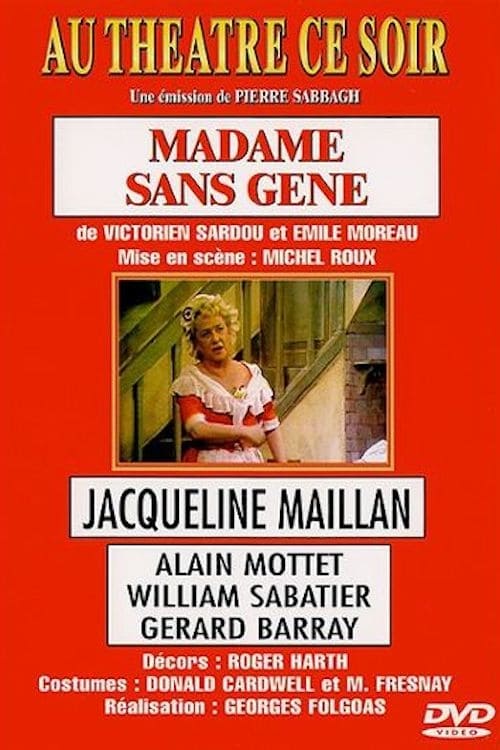 AU THEATRE CE SOIR
Une émission de PIERRE SABBAGH
MADAME
SANS GENE
de VICTORIEN SARDOU et EMILE MOREAU
Mise en scène : MICHEL ROUX
JACQUELINE MAILLAN
ALAIN MOTTET
WILLIAM SABATIER
GERARD BARRAY
Décors : ROGER HARTH
Costumes : DONALD CARDWELL et M. FRESNAY
Réalisation : GEORGES FOLGOAS
DVD
VIDEO